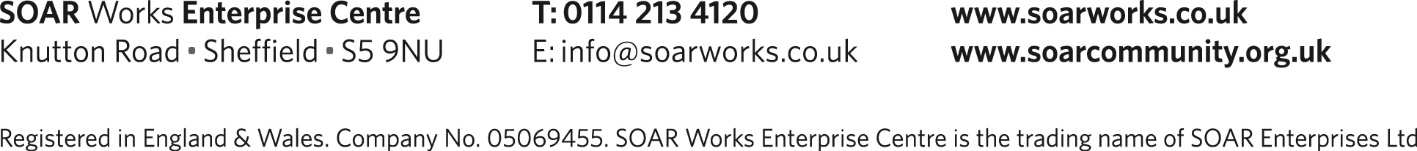 SOAR Works Enterprise Centre
Knutton Road • Sheffield • S5 9NU
T: 0114 213 4120
E: info@soarworks.co.uk
www.soarworks.co.uk
www.soarcommunity.org.uk
Registered in England & Wales. Company No. 05069455. SOAR Works Enterprise Centre is the trading name of SOAR Enterprises Ltd